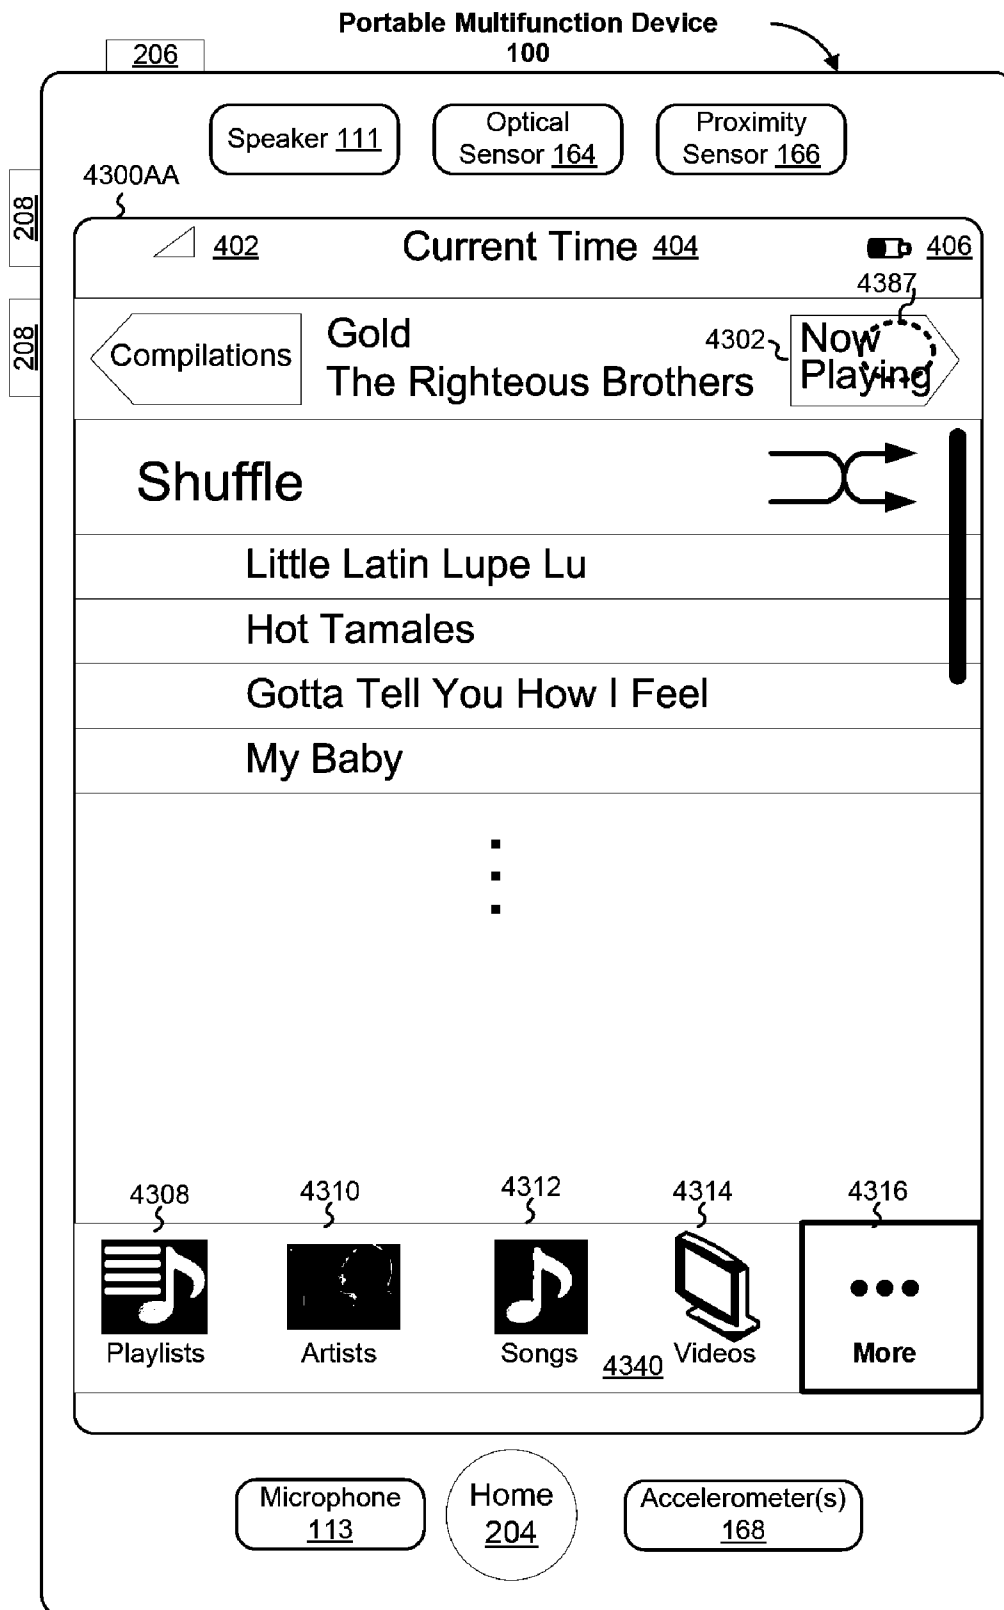 Portable Multifunction Device
100
206
Speaker 111
Optical
Sensor 164
Proximity
Sensor 166
4300AA
208
208
402
Current Time 404
406
4387
Compilations
Gold
The Righteous Brothers
4302
Now
Playing
Shuffle
Little Latin Lupe Lu
Hot Tamales
Gotta Tell You How I Feel
My Baby
4308
4310
4312
4314
4316
Playlists
Artists
Songs
4340
Videos
More
Microphone
113
Home
204
Accelerometer(s)
168